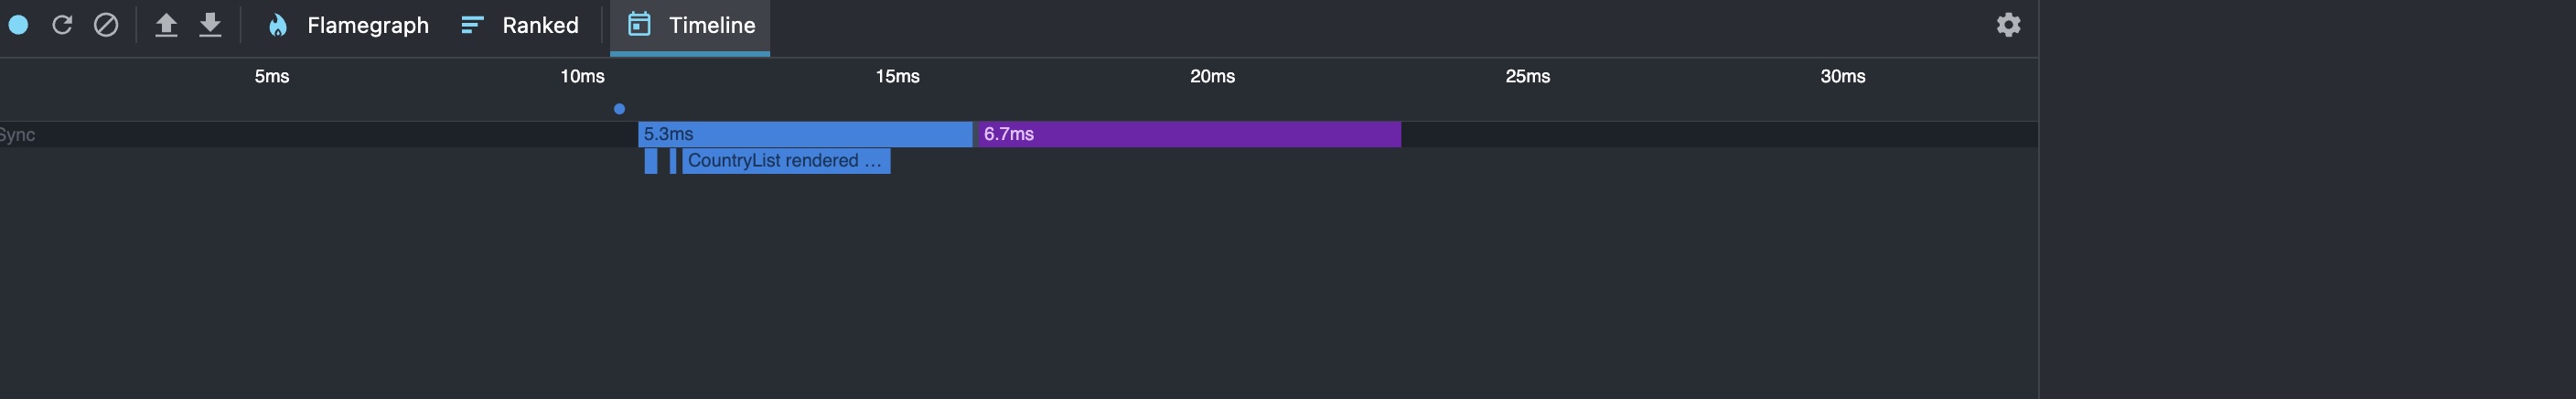 Flamegraph Ranked Timeline
5ms 10ms 15ms 20ms 25ms 30ms
Sync 5.3ms 6.7ms
CountryList rendered ...